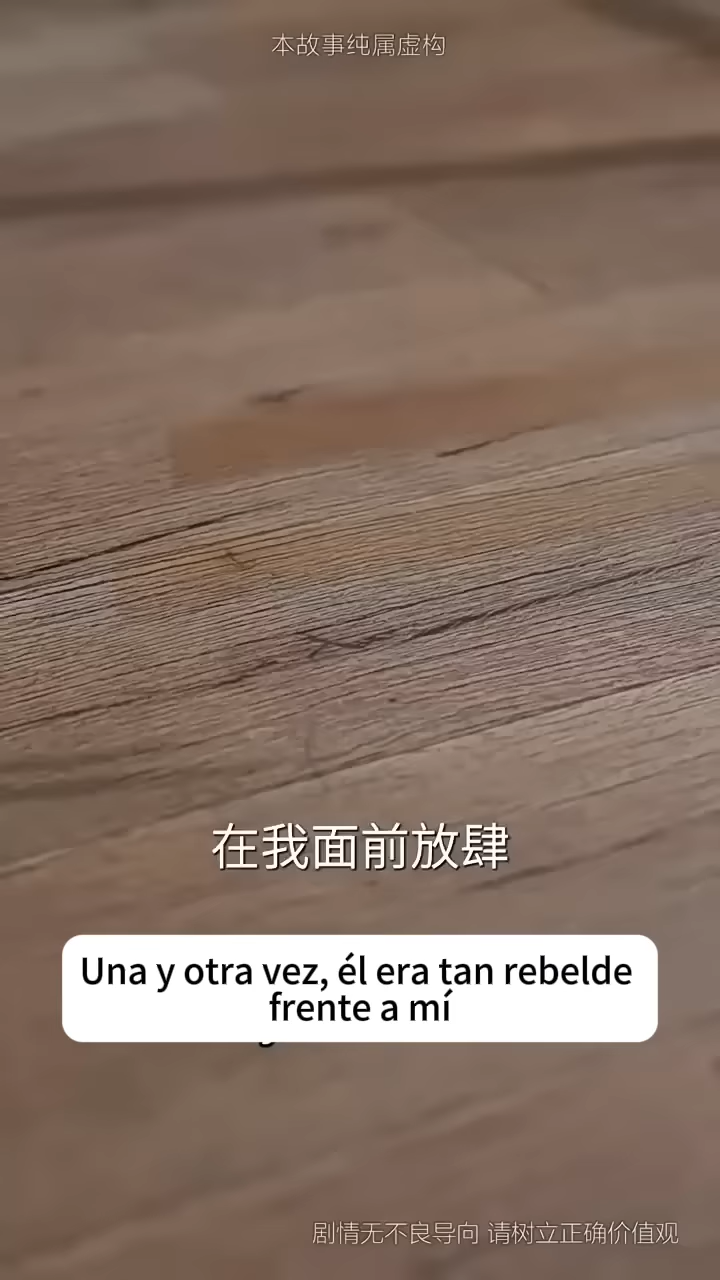 本故事纯属虚构
在我面前放肆
Una y otra vez, él era tan rebelde
frente a mí
剧情无不良导向 请树立正确价值观